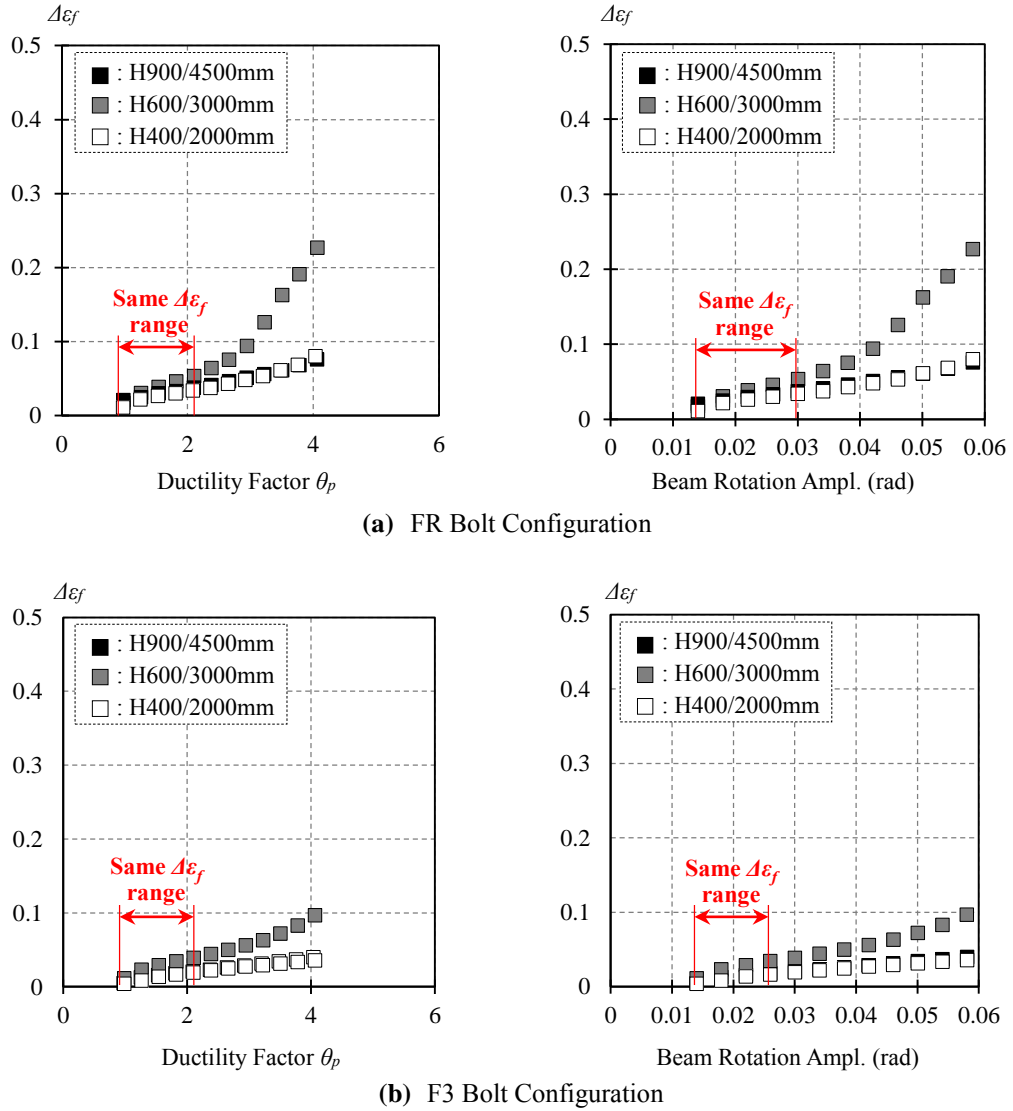 Δεf
0.5
0.4
0.3
0.2
0.1
0
: H900/4500mm
: H600/3000mm
: H400/2000mm
Same Δεf
range
0 2 4 6
Ductility Factor θp
0.5
0.4
0.3
0.2
0.1
0
Δεf
: H900/4500mm
: H600/3000mm
: H400/2000mm
Same Δεf
range
0 0.01 0.02 0.03 0.04 0.05 0.06
Beam Rotation Ampl. (rad)
(a) FR Bolt Configuration
Δεf
0.5
0.4
0.3
0.2
0.1
0
: H900/4500mm
: H600/3000mm
: H400/2000mm
Same Δεf
range
0 2 4 6
Ductility Factor θp
Δεf
0.5
0.4
0.3
0.2
0.1
0
: H900/4500mm
: H600/3000mm
: H400/2000mm
Same Δεf
range
0 0.01 0.02 0.03 0.04 0.05 0.06
Beam Rotation Ampl. (rad)
(b) F3 Bolt Configuration